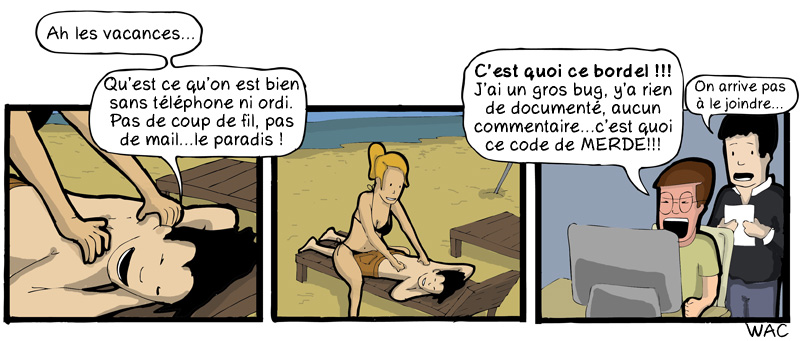 Ah les vacances...
Qu'est ce qu'on est bien
sans téléphone ni ordi.
Pas de coup de fil, pas
de mail...le paradis !
C'est quoi ce bordel !!!
J'ai un gros bug, y'a rien
de documenté, aucun
commentaire...c'est quoi
ce code de MERDE!!!
On arrive pas
à le joindre...
WAC